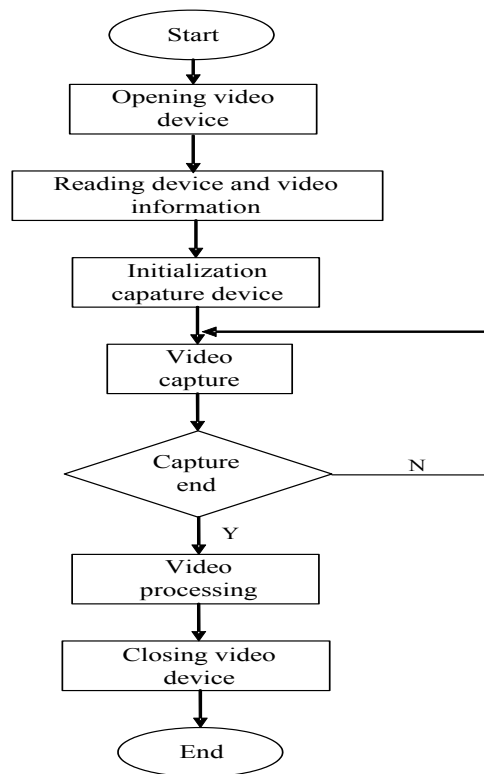 Start
Opening video
device
Reading device and video
information
Initialization
capature device
Video
capture
Capture
end
N
Y
Video
processing
Closing video
device
End